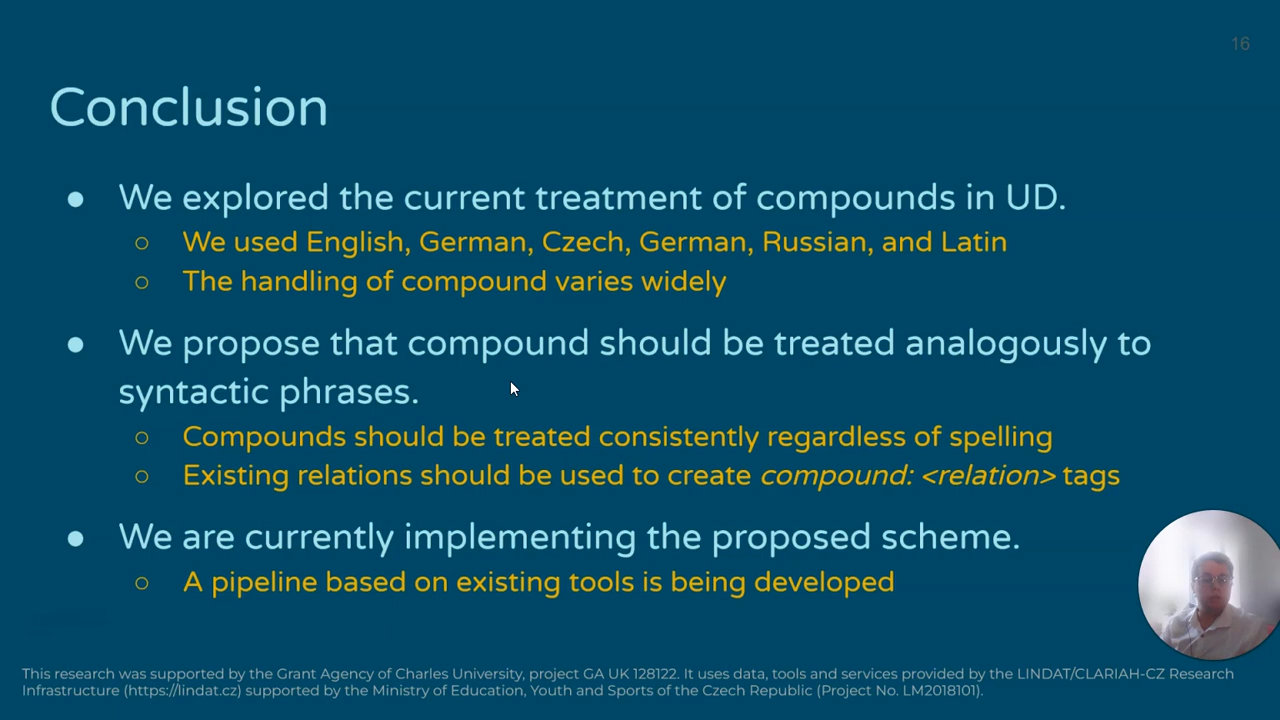 16
Conclusion
● We explored the current treatment of compounds in UD.
○ We used English, German, Czech, German, Russian, and Latin
○ The handling of compound varies widely
● We propose that compound should be treated analogously to
syntactic phrases.
○ Compounds should be treated consistently regardless of spelling
○ Existing relations should be used to create compound: <relation> tags
● We are currently implementing the proposed scheme.
○ A pipeline based on existing tools is being developed
This research was supported by the Grant Agency of Charles University, project GA UK 128122. It uses data, tools and services provided by the LINDAT/CLARIAH-CZ Research
Infrastructure (https://lindat.cz) supported by the Ministry of Education, Youth and Sports of the Czech Republic (Project No. LM2018101).